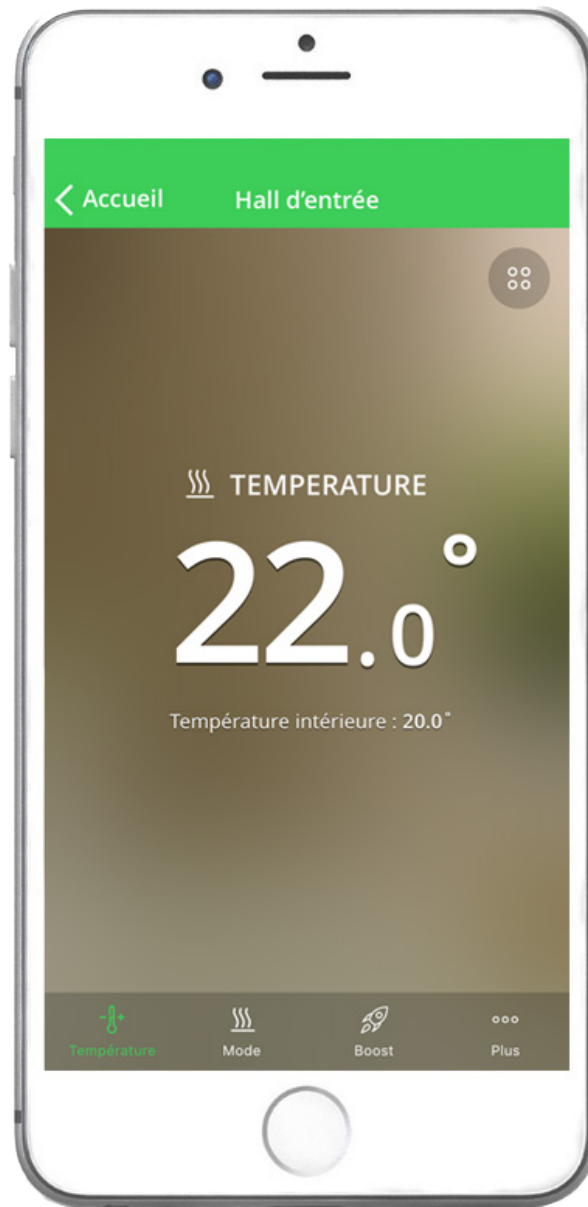 Accueil
Hall d’entrée
TEMPERATURE
22.0°
Température intérieure : 20.0°
Température
Mode
Boost
Plus